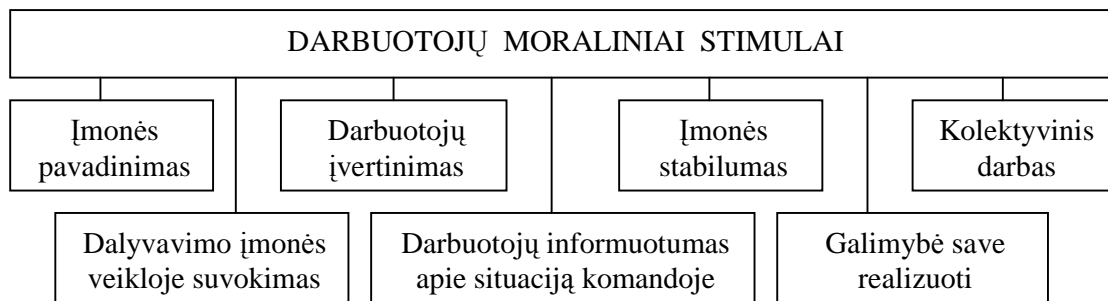 DARBUOTOJŲ MORALINIAI STIMULAI
Įmonės
pavadinimas
Darbuotojų
įvertinimas
Įmonės
stabilumas
Kolektyvinis
darbas
Dalyvavimo įmonės
veikloje suvokimas
Darbuotojų informuotumas
apie situaciją komandoje
Galimybė save
realizuoti